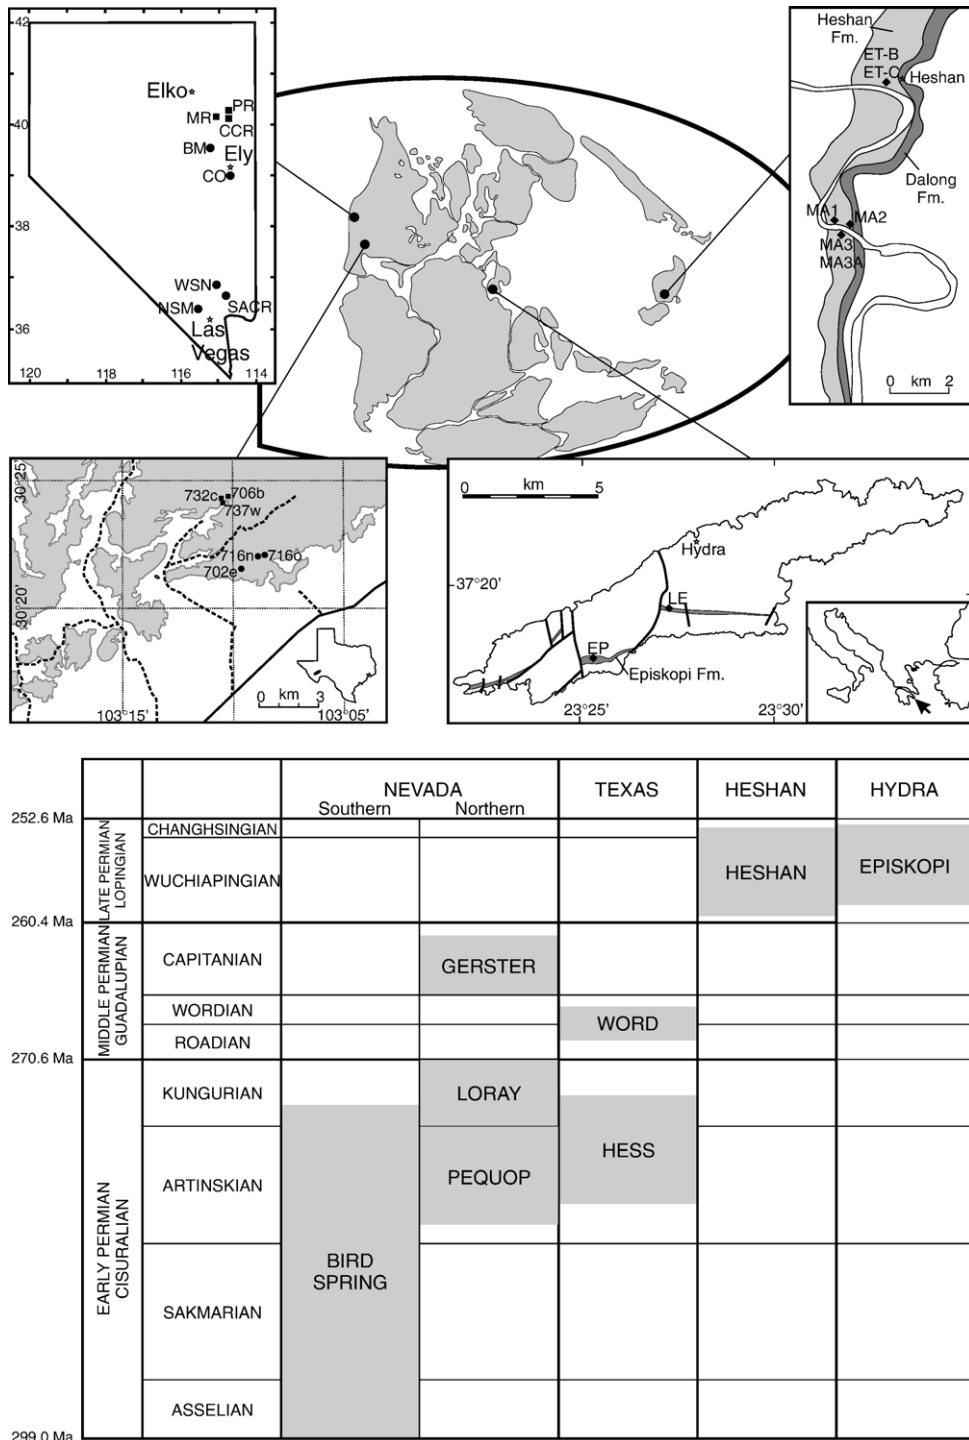 42
40
38
36
120
118
116
114
Elko
PR
MR
CCR
BM
Ely
CO
WSN
SACR
NSM
Las
Vegas
Heshan
Fm.
ET-B
ET-C
Heshan
Dalong
Fm.
MA1
MA2
MA3
MA3A
0 km 2
30°25'
30°20'
732c
706b
737w
716n
716o
702e
0 km 3
103°15'
103°05'
km
0 5
Hydra
37°20'
LE
EP
Episkopi Fm.
23°25'
23°30'
NEVADA
TEXAS
HESHAN
HYDRA
Southern
Northern
252.6 Ma
LATE PERMIAN
LOPINGIAN
CHANGHSINGIAN
WUCHIAPINGIAN
HESHAN
EPISKOPI
260.4 Ma
MIDDLE PERMIAN
GUADALUPIAN
CAPITANIAN
GERSTER
WORDIAN
WORD
ROADIAN
270.6 Ma
EARLY PERMIAN
CISURALIAN
KUNGURIAN
LORAY
HESS
ARTINSKIAN
PEQUOP
BIRD
SPRING
SAKMARIAN
ASSELIAN
299.0 Ma